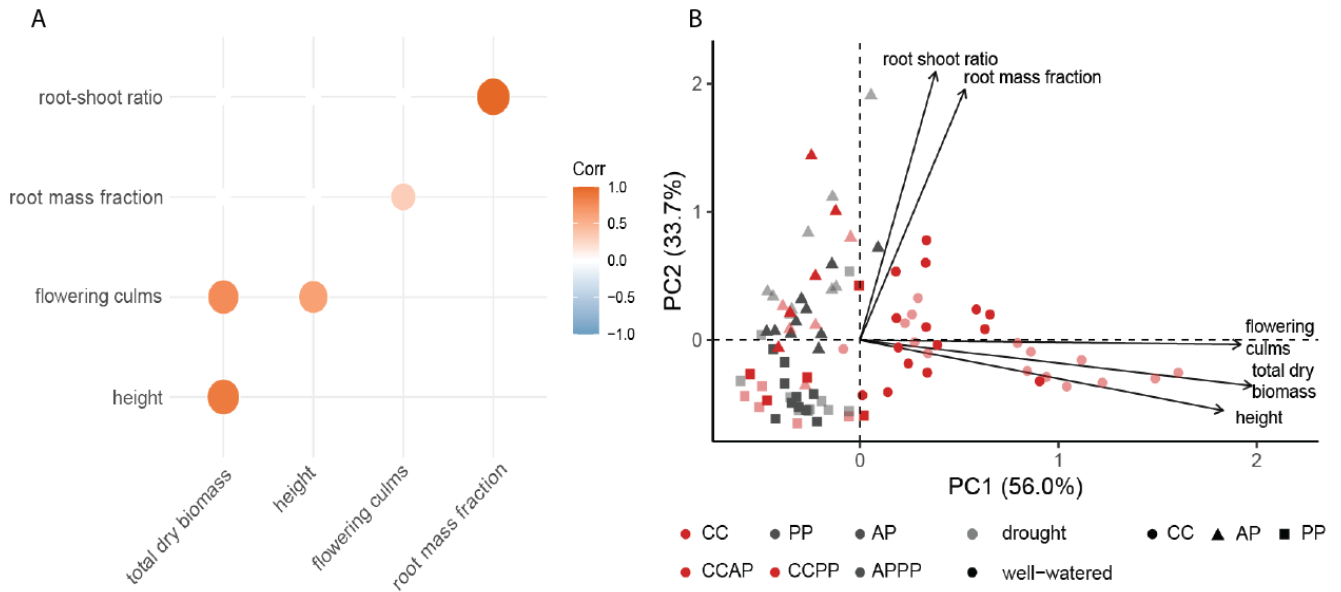 A
root-shoot ratio
root mass fraction
flowering culms
height
total dry biomass
height
flowering culms
root mass fraction
Corr
1.0
0.5
0.0
−0.5
−1.0
B
root shoot ratio
root mass fraction
flowering
culms
total dry
biomass
height
PC2 (33.7%)
2
1
0
0
1
2
PC1 (56.0%)
CC PP AP drought CC AP PP
CCAP CCPP APPP well−watered